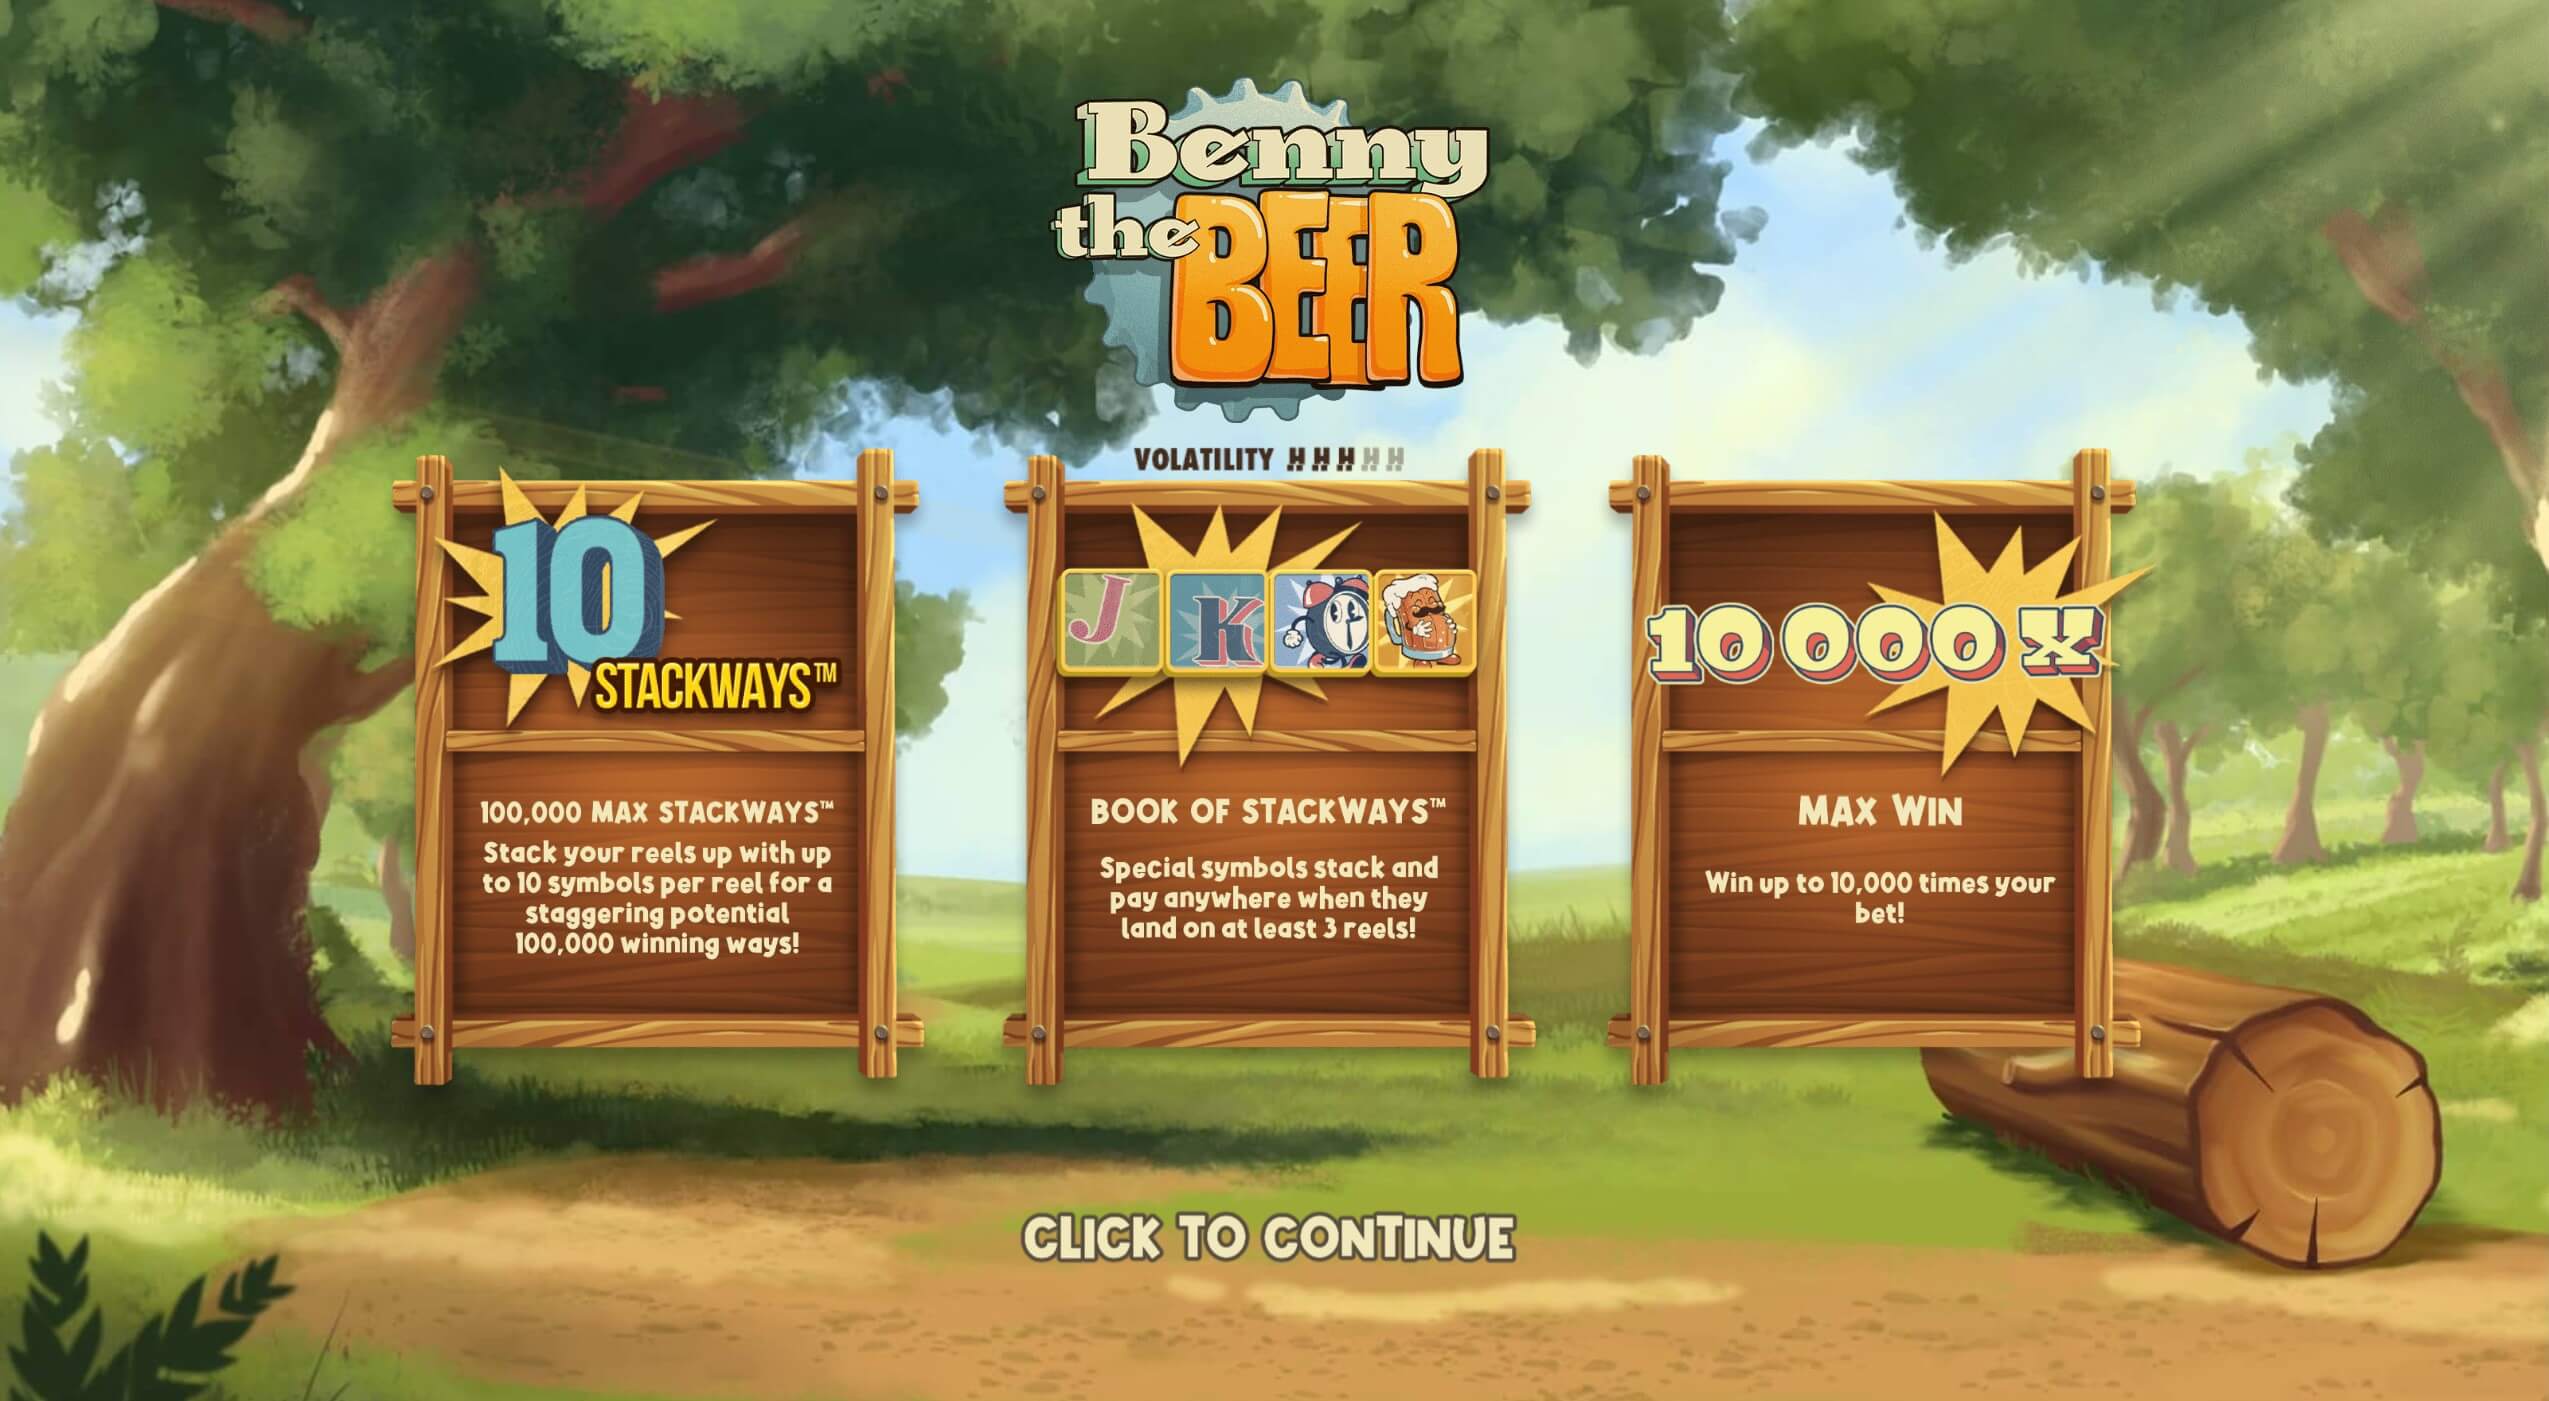 Benny
the BEER
VOLATILITY
10
STACKWAYS™
100,000 MAX STACKWAYS™
Stack your reels up with up
to 10 symbols per reel for a
staggering potential
100,000 winning ways!
J K
BOOK OF STACKWAYS™
Special symbols stack and
pay anywhere when they
land on at least 3 reels!
10 000 X
MAX WIN
Win up to 10,000 times your
bet!
CLICK TO CONTINUE